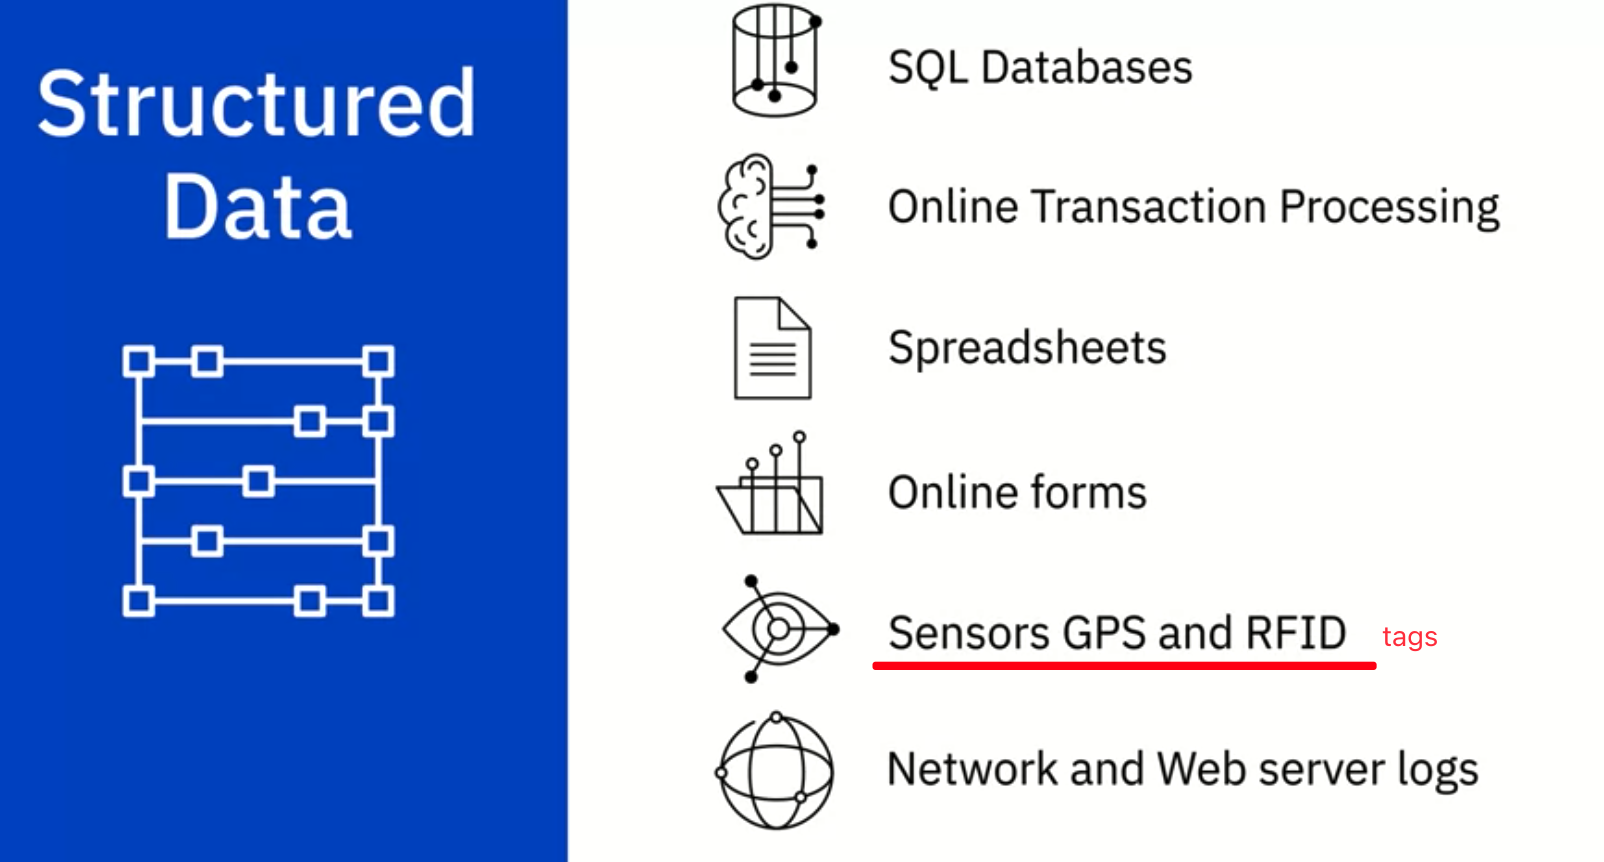 Structured
Data
SQL Databases
Online Transaction Processing
Spreadsheets
Online forms
Sensors GPS and RFID tags
Network and Web server logs